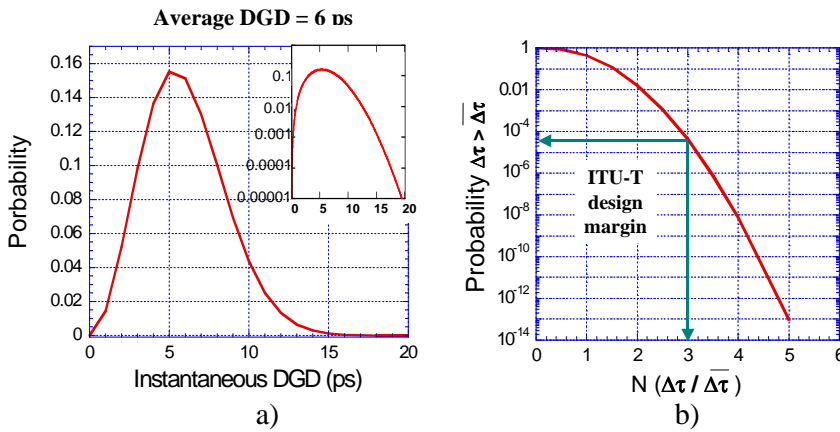 Average DGD = 6 ps
Porbability
0.16
0.14
0.12
0.1
0.08
0.06
0.04
0.02
0
0 5 10 15 20
Instantaneous DGD (ps)
a)
0.1
0.001
0.0001
0.00001
0 5 10 15 20
Probability Δτ > Δτ̅
1
0.01
10⁻⁴
10⁻⁶
10⁻⁸
10⁻¹⁰
10⁻¹²
10⁻¹⁴
ITU-T
design
margin
0 1 2 3 4 5 6
N (Δτ / Δτ̅ )
b)